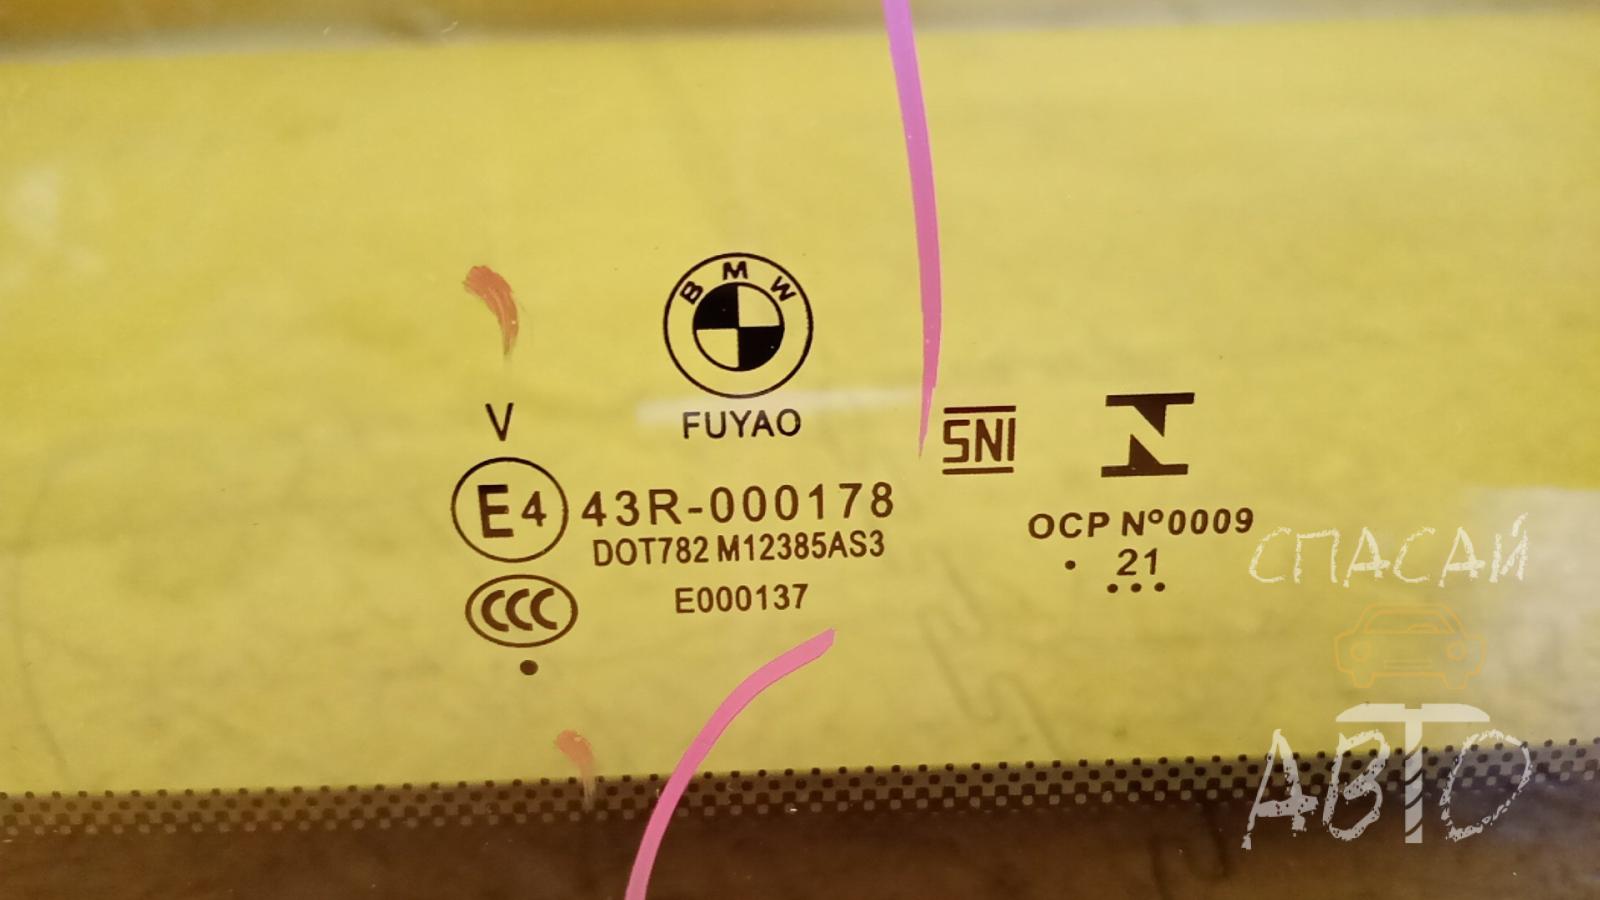 BMW
FUYAO
V
E4 43R-000178
DOT782 M12385AS3
CCC E000137
SNI
OCP Nº0009
. 21
...
СПАСАЙ
АВТО